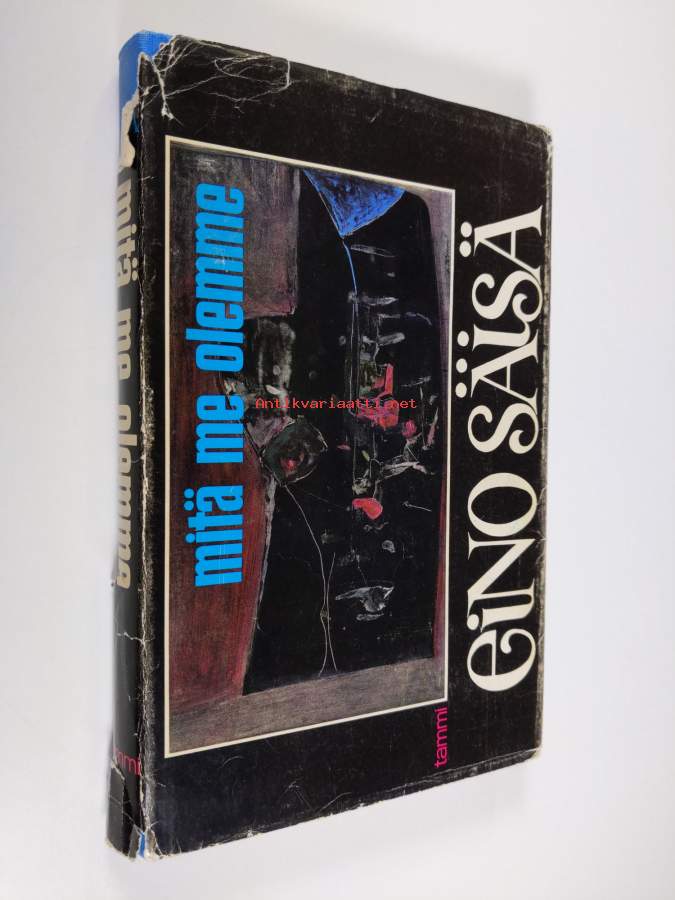 mitä me olemme
EINO SÄISÄ
tammi
mitä me olemme
tammi
Antikvariaatti.net